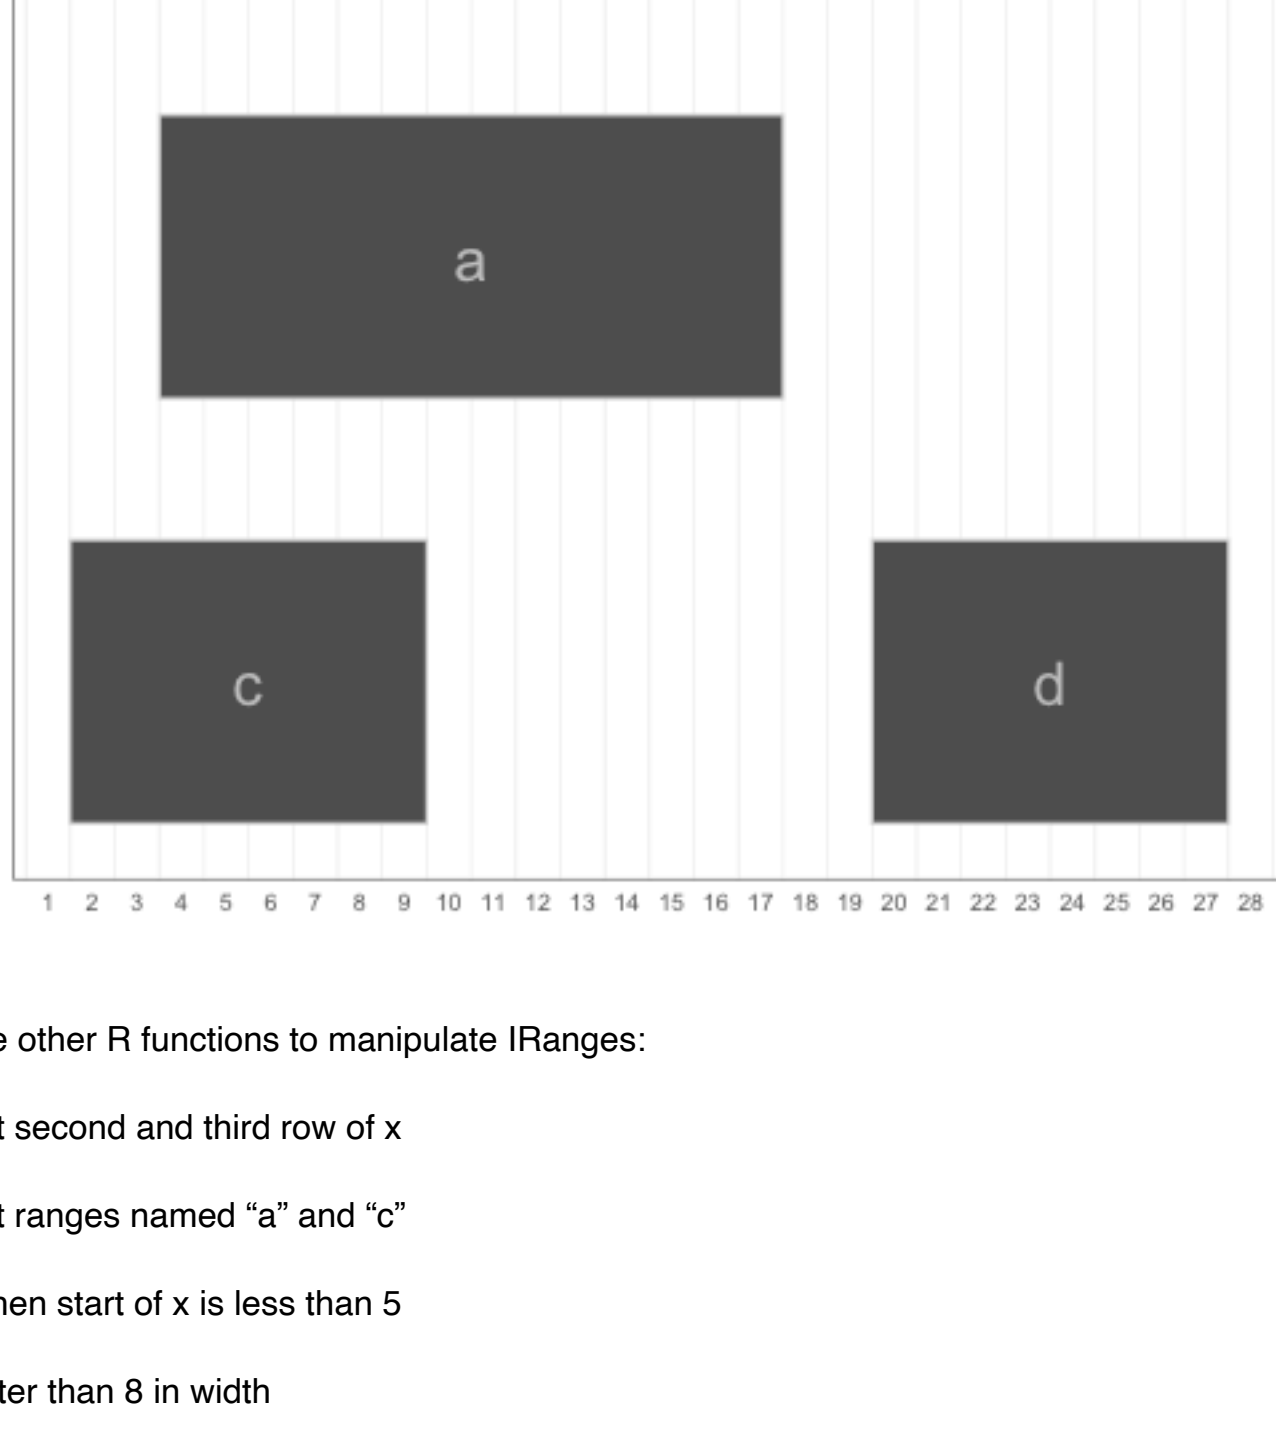 a
c d
1 2 3 4 5 6 7 8 9 10 11 12 13 14 15 16 17 18 19 20 21 22 23 24 25 26 27 28
other R functions to manipulate IRanges:
second and third row of x
ranges named “a” and “c”
start of x is less than 5
than 8 in width